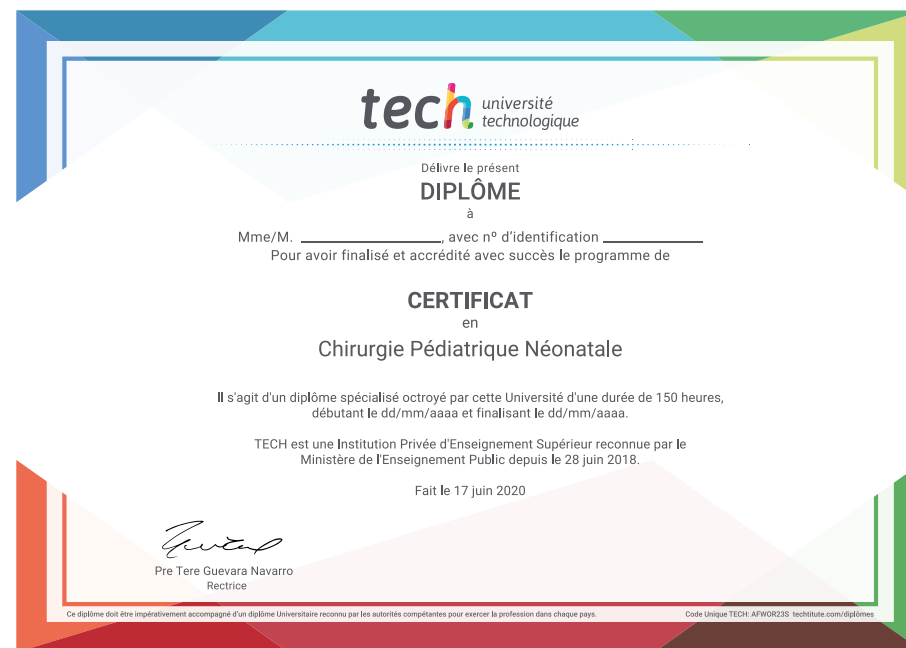 tech université
technologique
Délivre le présent
DIPLÔME
à
Mme/M. ____________________, avec nº d'identification ______________
Pour avoir finalisé et accrédité avec succès le programme de
CERTIFICAT
en
Chirurgie Pédiatrique Néonatale
Il s'agit d'un diplôme spécialisé octroyé par cette Université d'une durée de 150 heures,
débutant le dd/mm/aaaa et finalisant le dd/mm/aaaa.
TECH est une Institution Privée d'Enseignement Supérieur reconnue par le
Ministère de l'Enseignement Public depuis le 28 juin 2018.
Fait le 17 juin 2020
Pre Tere Guevara Navarro
Rectrice
Ce diplôme doit être impérativement accompagné d'un diplôme Universitaire reconnu par les autorités compétantes pour exercer la profession dans chaque pays.
Code Unique TECH: AFWOR23S techtitute.com/diplômes